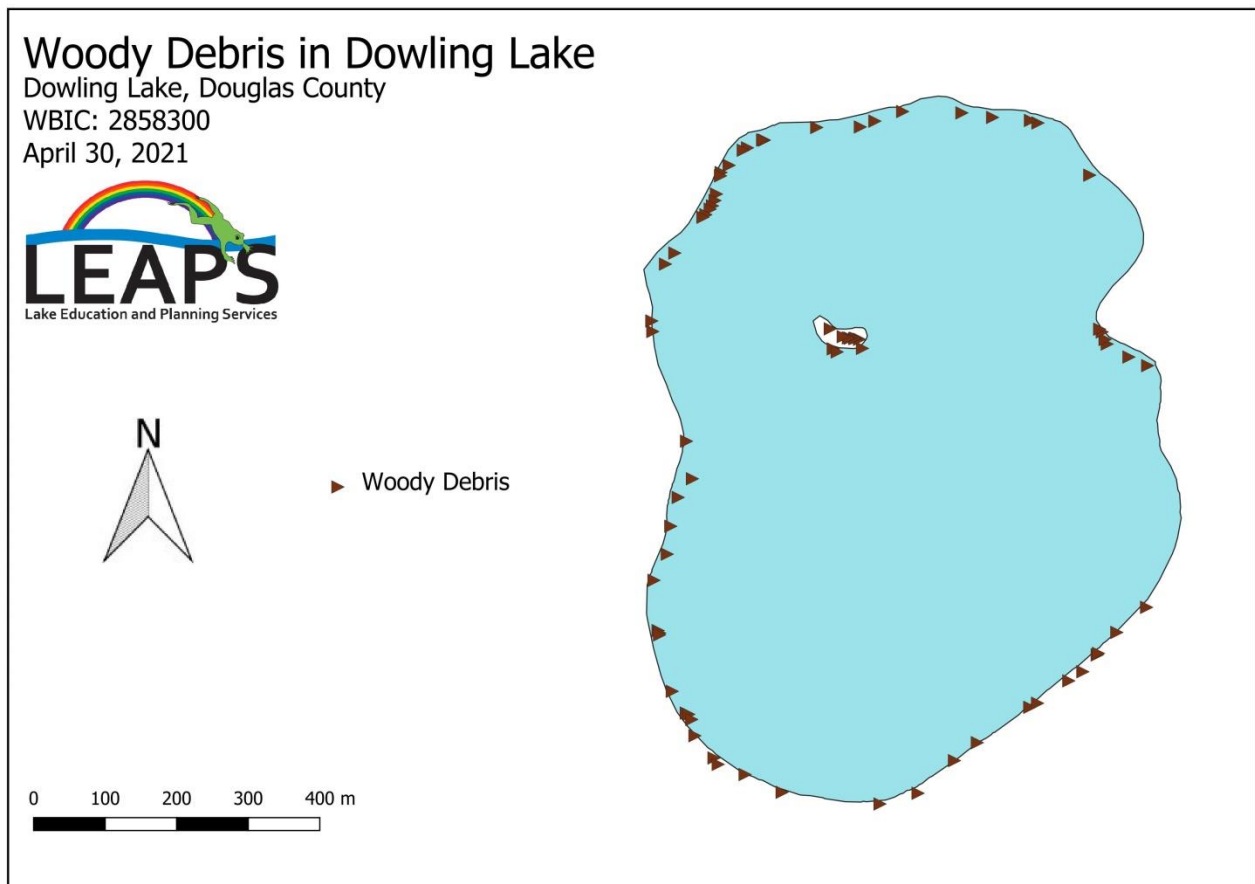 Woody Debris in Dowling Lake
Dowling Lake, Douglas County
WBIC: 2858300
April 30, 2021
LEAPS
Lake Education and Planning Services
N
Woody Debris
0 100 200 300 400 m